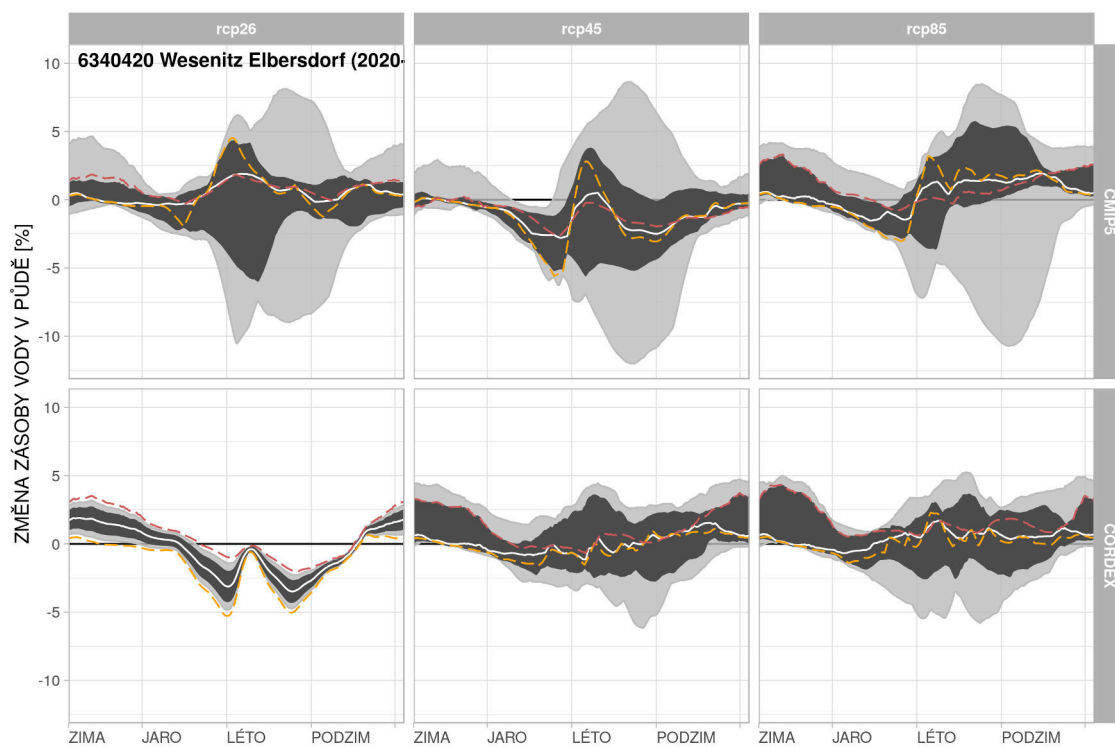 rcp26 rcp45 rcp85
6340420 Wesenitz Elbersdorf (2020-
10
5
0
-5
-10
CMIP5
ZMĚNA ZÁSOBY VODY V PŮDĚ [%]
10
5
0
-5
-10
CORDEX
ZIMA JARO LÉTO PODZIM ZIMA JARO LÉTO PODZIM ZIMA JARO LÉTO PODZIM